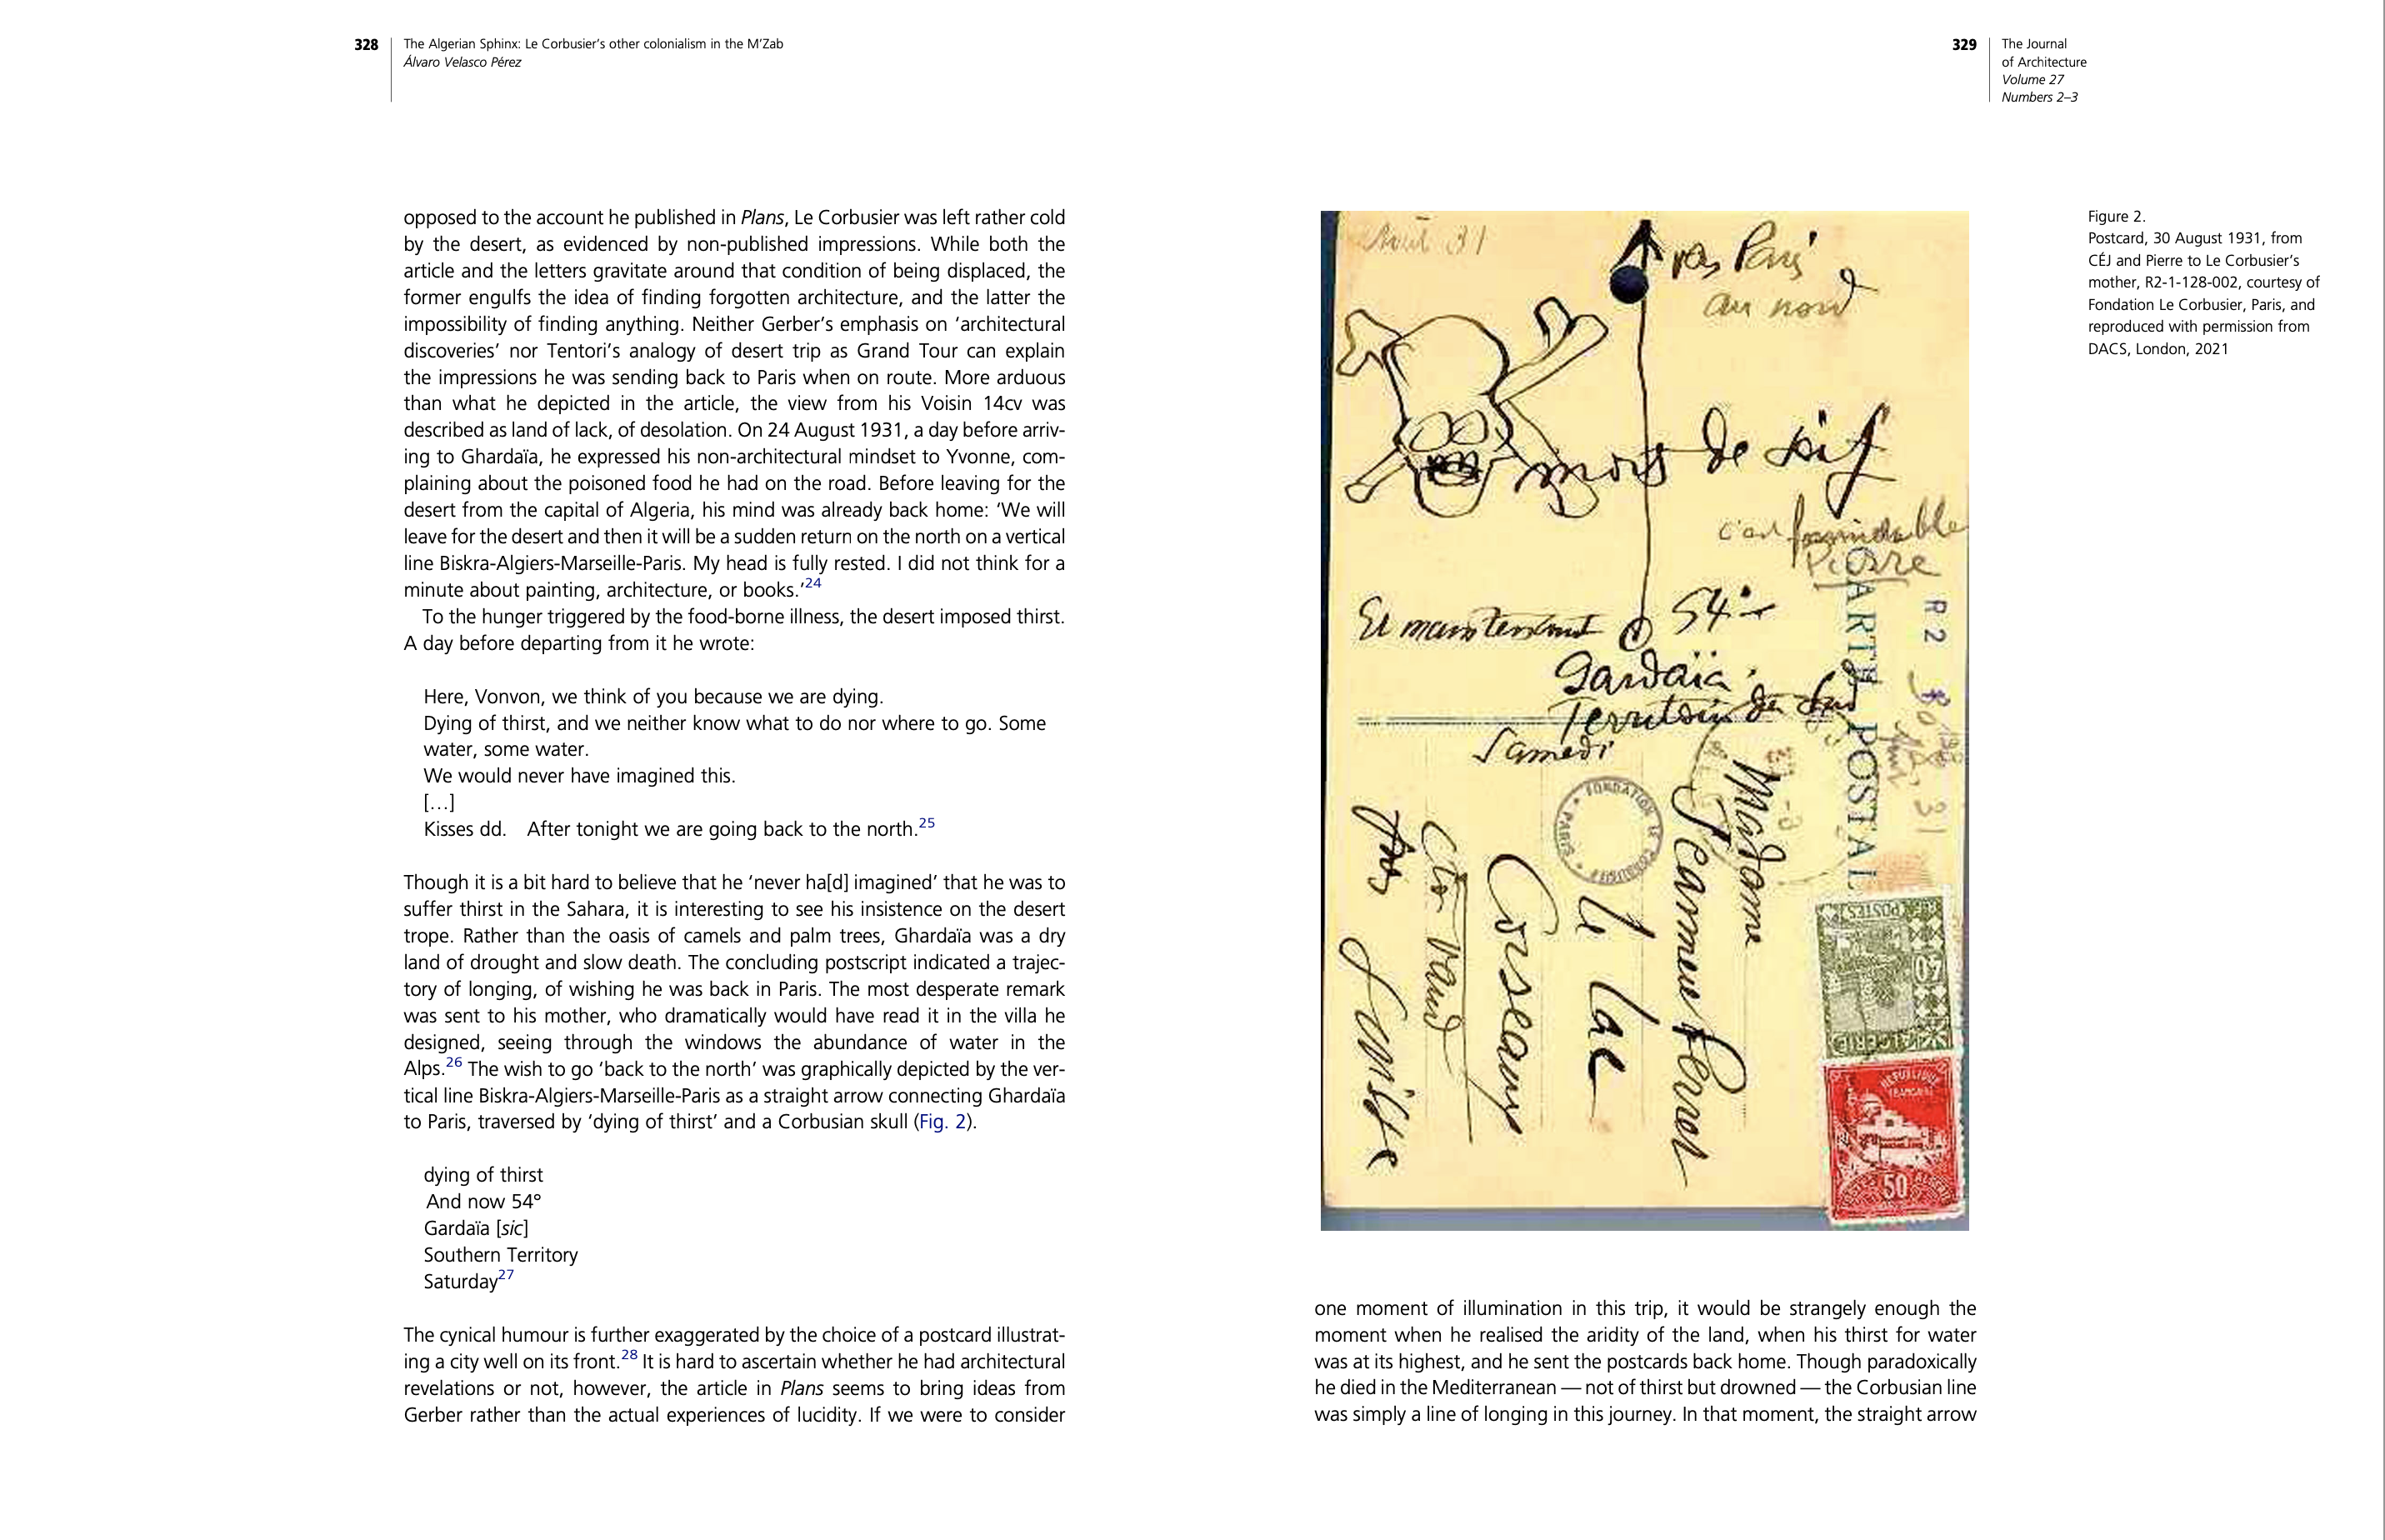 328
The Algerian Sphinx: Le Corbusier's other colonialism in the M'Zab
Álvaro Velasco Pérez
opposed to the account he published in Plans, Le Corbusier was left rather cold
by the desert, as evidenced by non-published impressions. While both the
article and the letters gravitate around that condition of being displaced, the
former engulfs the idea of finding forgotten architecture, and the latter the
impossibility of finding anything. Neither Gerber's emphasis on 'architectural
discoveries' nor Tentori's analogy of desert trip as Grand Tour can explain
the impressions he was sending back to Paris when on route. More arduous
than what he depicted in the article, the view from his Voisin 14cv was
described as land of lack, of desolation. On 24 August 1931, a day before arriv-
ing to Ghardaïa, he expressed his non-architectural mindset to Yvonne, com-
plaining about the poisoned food he had on the road. Before leaving for the
desert from the capital of Algeria, his mind was already back home: 'We will
leave for the desert and then it will be a sudden return on the north on a vertical
line Biskra-Algiers-Marseille-Paris. My head is fully rested. I did not think for a
minute about painting, architecture, or books.'24
To the hunger triggered by the food-borne illness, the desert imposed thirst.
A day before departing from it he wrote:
Here, Vonvon, we think of you because we are dying.
Dying of thirst, and we neither know what to do nor where to go. Some
water, some water.
We would never have imagined this.
[…]
Kisses dd. After tonight we are going back to the north.25
Though it is a bit hard to believe that he 'never ha[d] imagined' that he was to
suffer thirst in the Sahara, it is interesting to see his insistence on the desert
trope. Rather than the oasis of camels and palm trees, Ghardaïa was a dry
land of drought and slow death. The concluding postscript indicated a trajec-
tory of longing, of wishing he was back in Paris. The most desperate remark
was sent to his mother, who dramatically would have read it in the villa he
designed, seeing through the windows the abundance of water in the
Alps.26 The wish to go 'back to the north' was graphically depicted by the ver-
tical line Biskra-Algiers-Marseille-Paris as a straight arrow connecting Ghardaïa
to Paris, traversed by 'dying of thirst' and a Corbusian skull (Fig. 2).
dying of thirst
And now 54°
Gardaïa [sic]
Southern Territory
Saturday27
The cynical humour is further exaggerated by the choice of a postcard illustrat-
ing a city well on its front.28 It is hard to ascertain whether he had architectural
revelations or not, however, the article in Plans seems to bring ideas from
Gerber rather than the actual experiences of lucidity. If we were to consider
329
The Journal
of Architecture
Volume 27
Numbers 2–3
Août 31
vers Paris
au nord
morts de soif
c'est formidable
Pierre
Et maintenant 54°
Gardaïa
Territoire du Sud
Samedi
CARTE POSTALE
R2
FONDATION LE CORBUSIER PARIS
Madame
Jeanneret Perret
le lac
Corseaux
Vaud
Suisse
POSTES
40
ALGERIE
REPUBLIQUE
FRANCAISE
50
POSTES ALGERIE
Figure 2.
Postcard, 30 August 1931, from
CÉJ and Pierre to Le Corbusier's
mother, R2-1-128-002, courtesy of
Fondation Le Corbusier, Paris, and
reproduced with permission from
DACS, London, 2021
one moment of illumination in this trip, it would be strangely enough the
moment when he realised the aridity of the land, when his thirst for water
was at its highest, and he sent the postcards back home. Though paradoxically
he died in the Mediterranean — not of thirst but drowned — the Corbusian line
was simply a line of longing in this journey. In that moment, the straight arrow